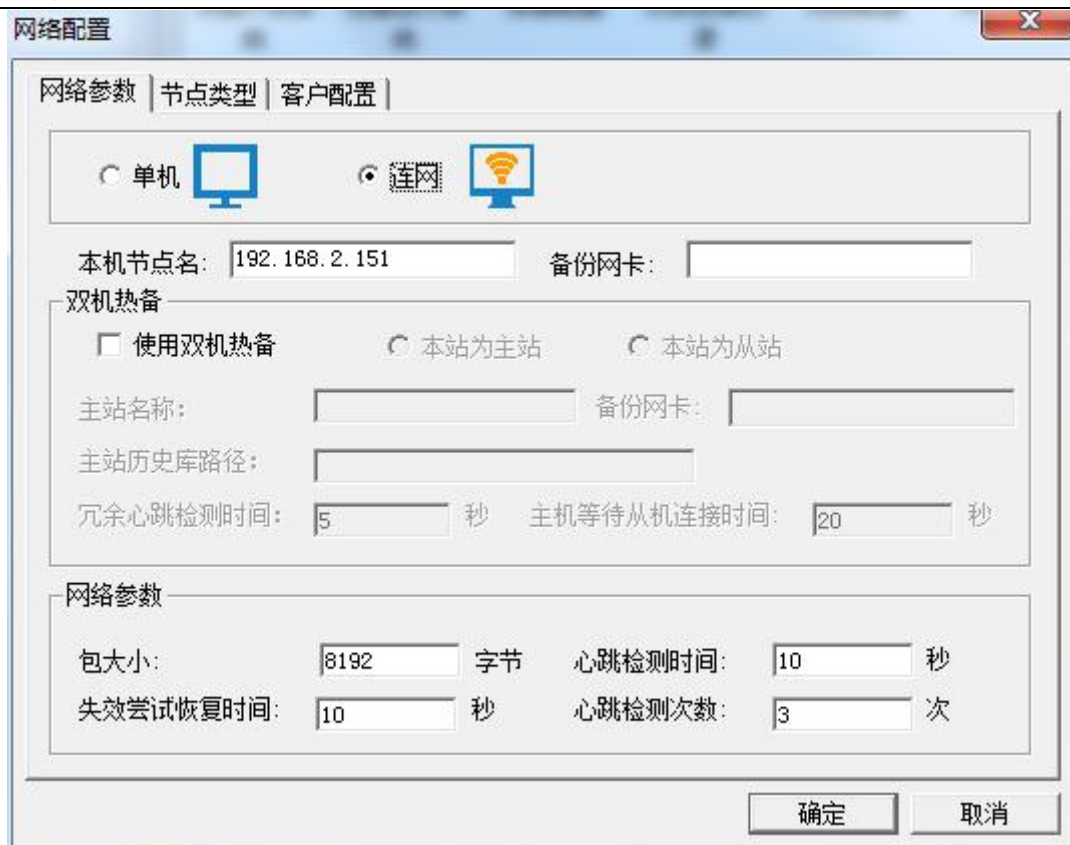 网络配置
网络参数 节点类型 客户配置
单机 连网
本机节点名: 192.168.2.151 备份网卡:
双机热备
使用双机热备 本站为主站 本站为从站
主站名称: 备份网卡:
主站历史库路径:
冗余心跳检测时间: 5 秒 主机等待从机连接时间: 20 秒
网络参数
包大小: 8192 字节 心跳检测时间: 10 秒
失效尝试恢复时间: 10 秒 心跳检测次数: 3 次
确定 取消